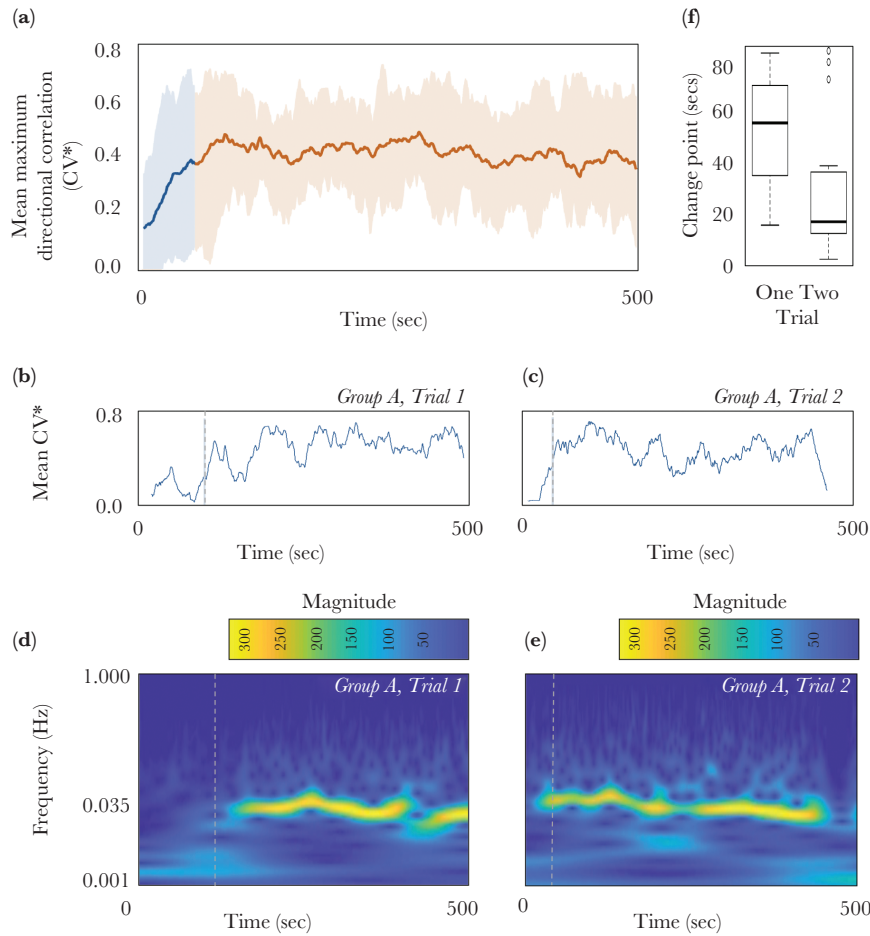 (a)
Mean maximum
directional correlation
(CV*)
0.8
0.6
0.4
0.2
0.0
0
500
Time (sec)
(f)
Change point (secs)
80
60
40
20
0
One Two
Trial
(b)
Group A, Trial 1
Mean CV*
0.8
0.0
0
500
Time (sec)
(c)
Group A, Trial 2
0
500
Time (sec)
(d)
Magnitude
300
250
200
150
100
50
Group A, Trial 1
Frequency (Hz)
1.000
0.035
0.001
0
500
Time (sec)
(e)
Magnitude
300
250
200
150
100
50
Group A, Trial 2
0
500
Time (sec)